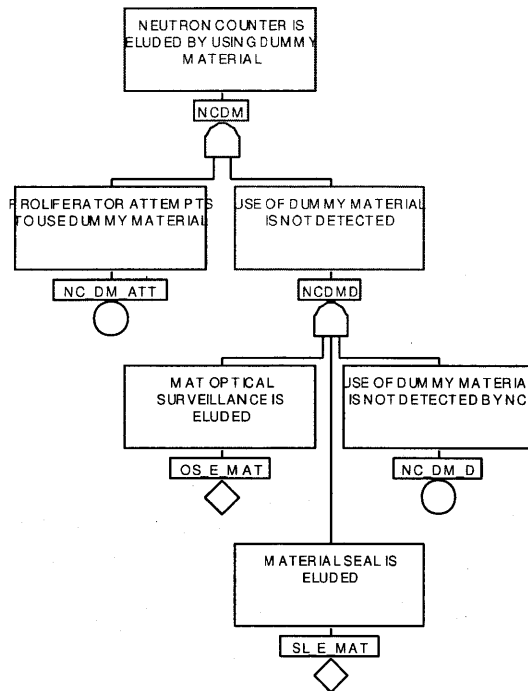 NEUTRON COUNTER IS
ELUDED BY USING DUMMY
MATERIAL
NCDM
PROLIFERATOR ATTEMPTS
TO USE DUMMY MATERIAL
USE OF DUMMY MATERIAL
IS NOT DETECTED
NC_DM_ATT
NCDMD
MAT OPTICAL
SURVEILLANCE IS
ELUDED
USE OF DUMMY MATERIA
IS NOT DETECTED BY NC
OS_E_MAT
NC_DM_D
MATERIAL SEAL IS
ELUDED
SL_E_MAT